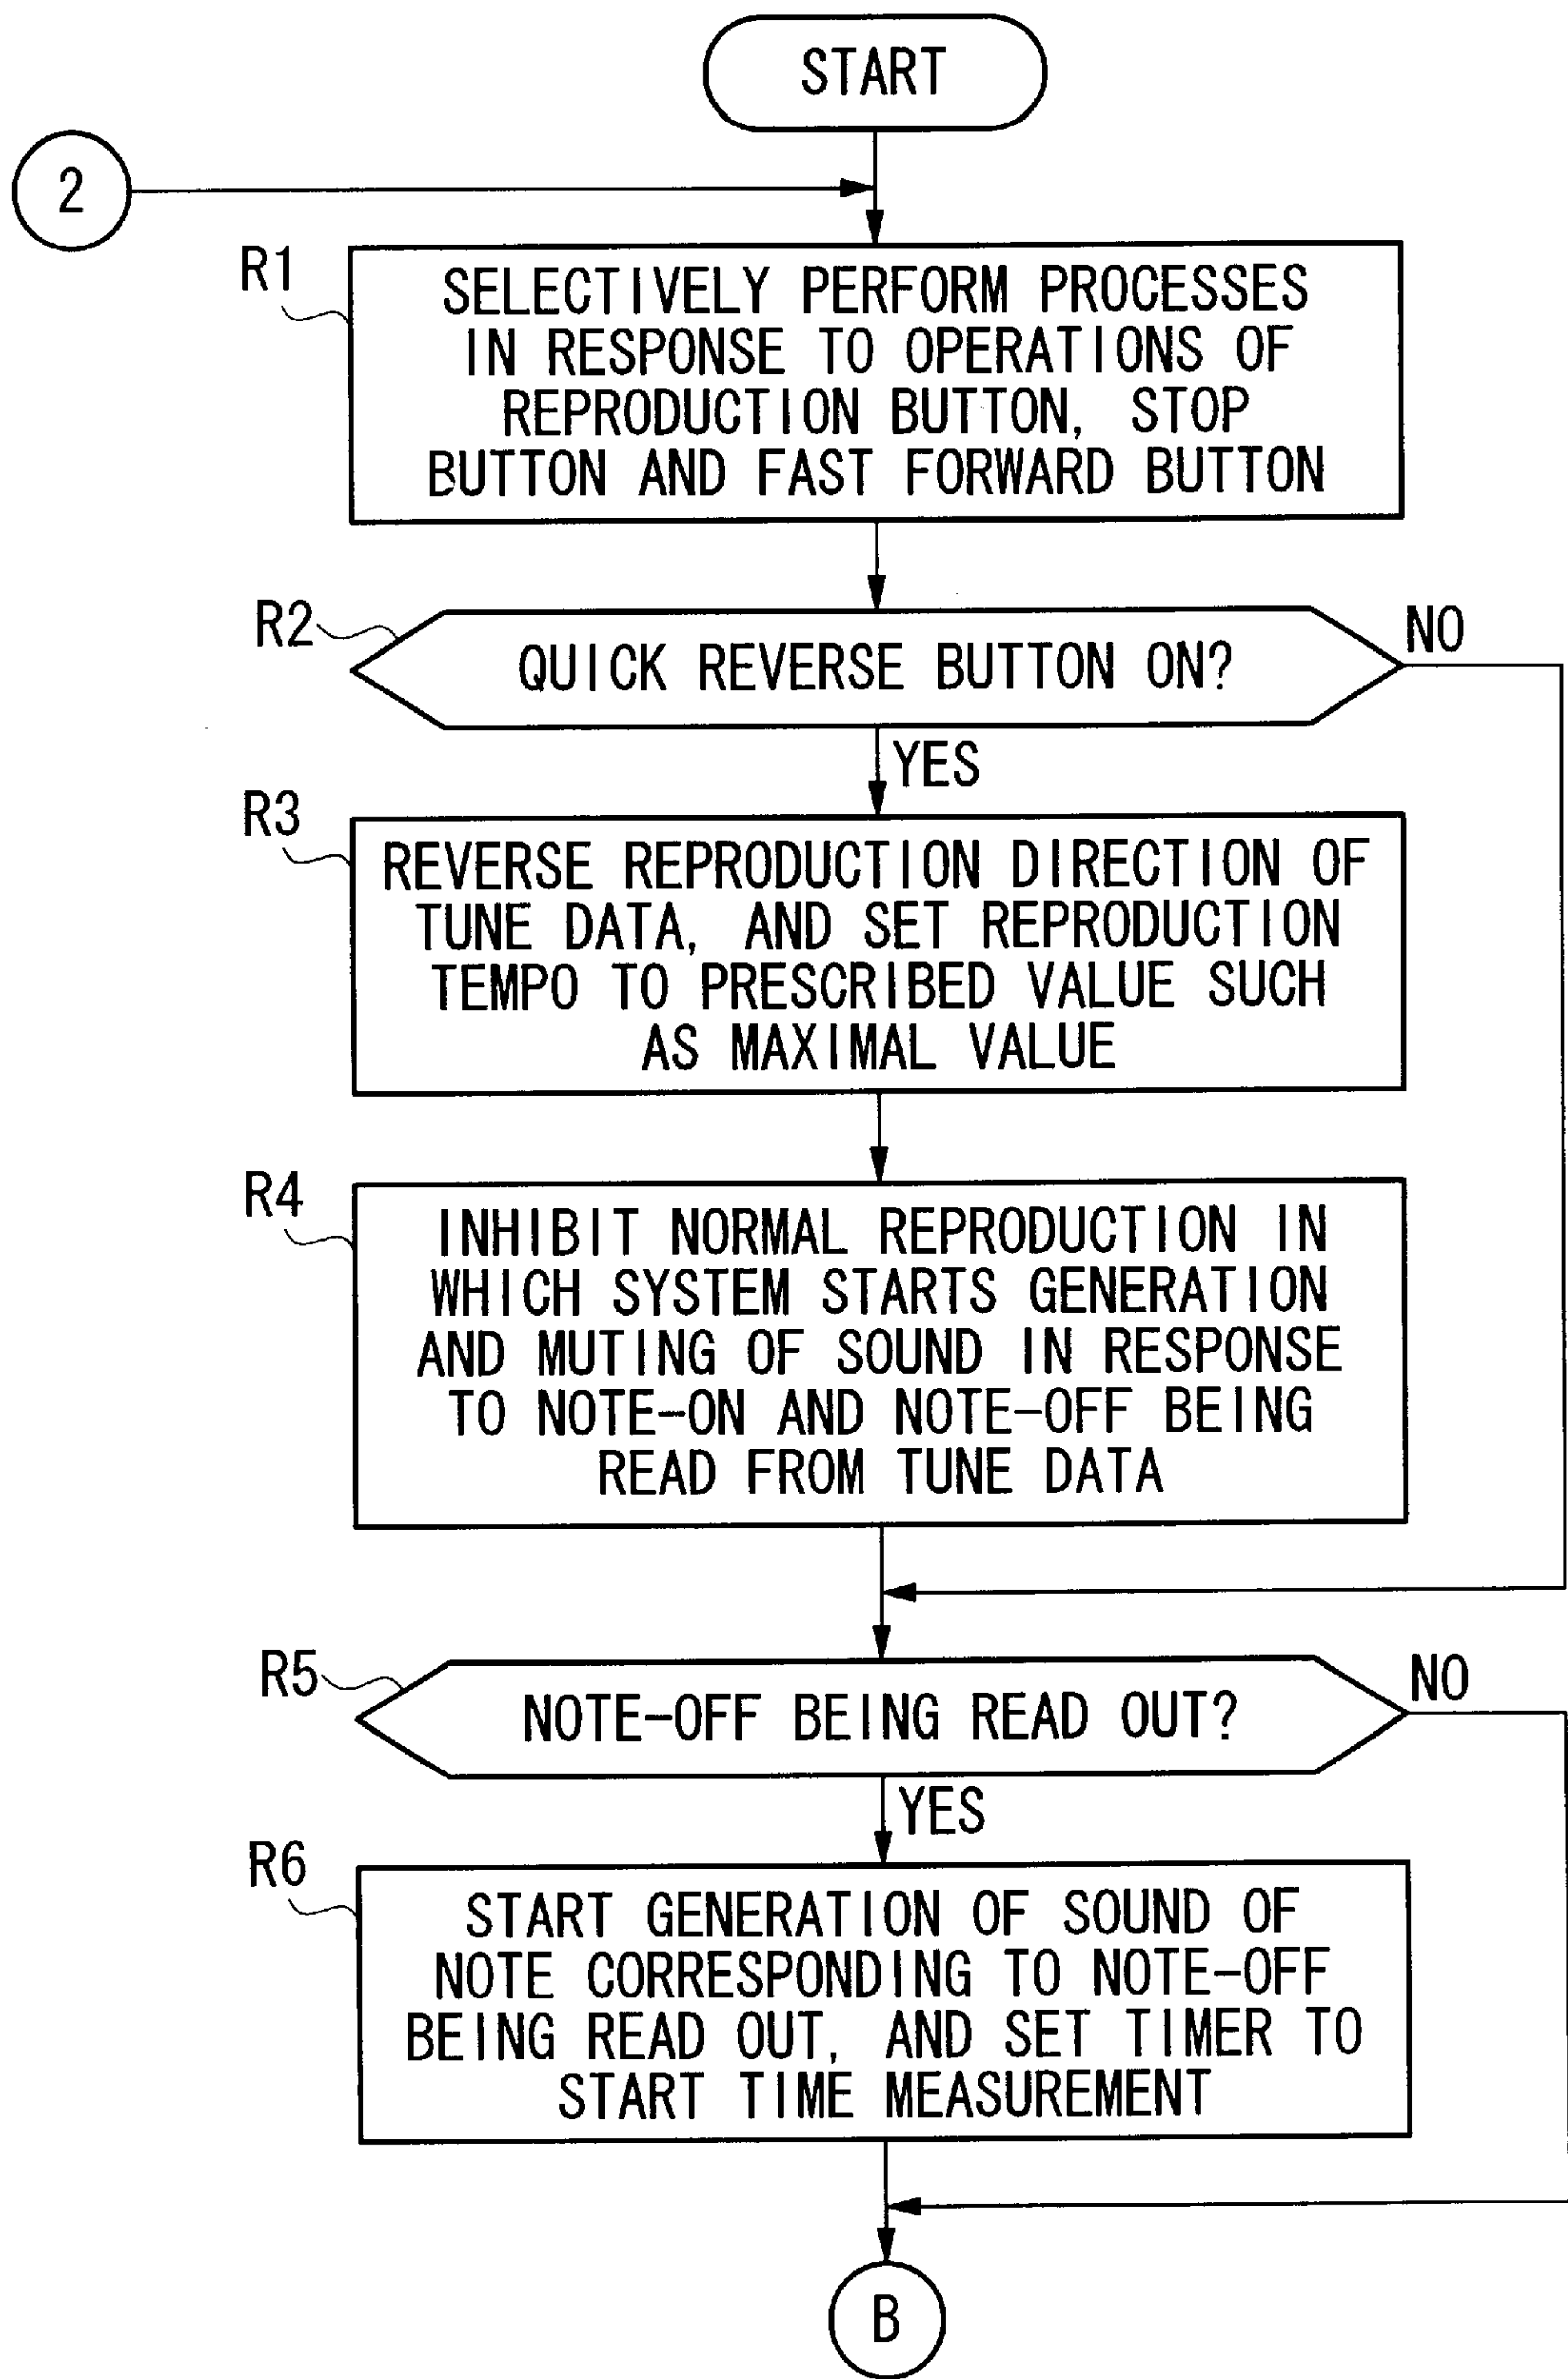 START
2
R1
SELECTIVELY PERFORM PROCESSES
IN RESPONSE TO OPERATIONS OF
REPRODUCTION BUTTON, STOP
BUTTON AND FAST FORWARD BUTTON
R2
QUICK REVERSE BUTTON ON?
NO
YES
R3
REVERSE REPRODUCTION DIRECTION OF
TUNE DATA, AND SET REPRODUCTION
TEMPO TO PRESCRIBED VALUE SUCH
AS MAXIMAL VALUE
R4
INHIBIT NORMAL REPRODUCTION IN
WHICH SYSTEM STARTS GENERATION
AND MUTING OF SOUND IN RESPONSE
TO NOTE-ON AND NOTE-OFF BEING
READ FROM TUNE DATA
R5
NOTE-OFF BEING READ OUT?
NO
YES
R6
START GENERATION OF SOUND OF
NOTE CORRESPONDING TO NOTE-OFF
BEING READ OUT, AND SET TIMER TO
START TIME MEASUREMENT
B